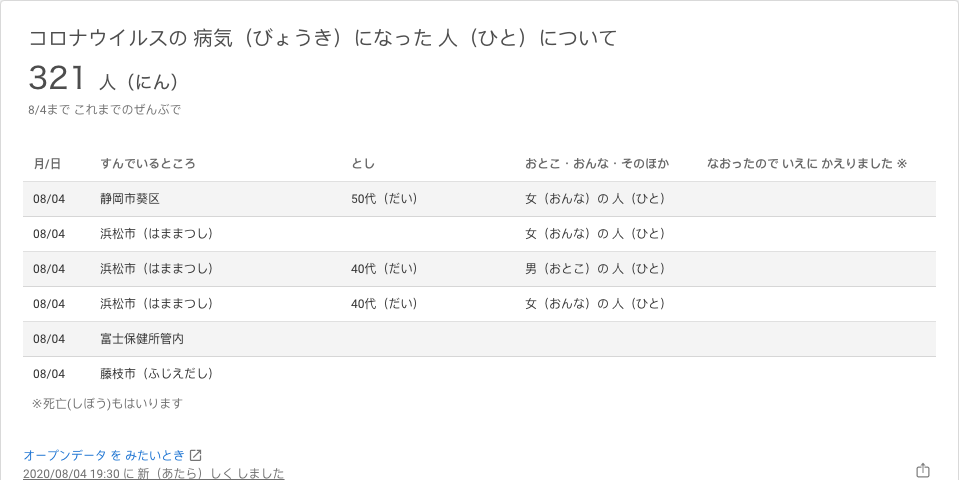 コロナウイルスの 病気（びょうき）になった 人（ひと）について
321 人（にん）
8/4まで これまでのぜんぶで
月/日 すんでいるところ とし おとこ・おんな・そのほか なおったので いえに かえりました ※
08/04 静岡市葵区 50代（だい） 女（おんな）の 人（ひと）
08/04 浜松市（はままつし） 女（おんな）の 人（ひと）
08/04 浜松市（はままつし） 40代（だい） 男（おとこ）の 人（ひと）
08/04 浜松市（はままつし） 40代（だい） 女（おんな）の 人（ひと）
08/04 富士保健所管内
08/04 藤枝市（ふじえだし）
※死亡(しぼう)もはいります
オープンデータ を みたいとき
2020/08/04 19:30 に 新（あたら）しく しました